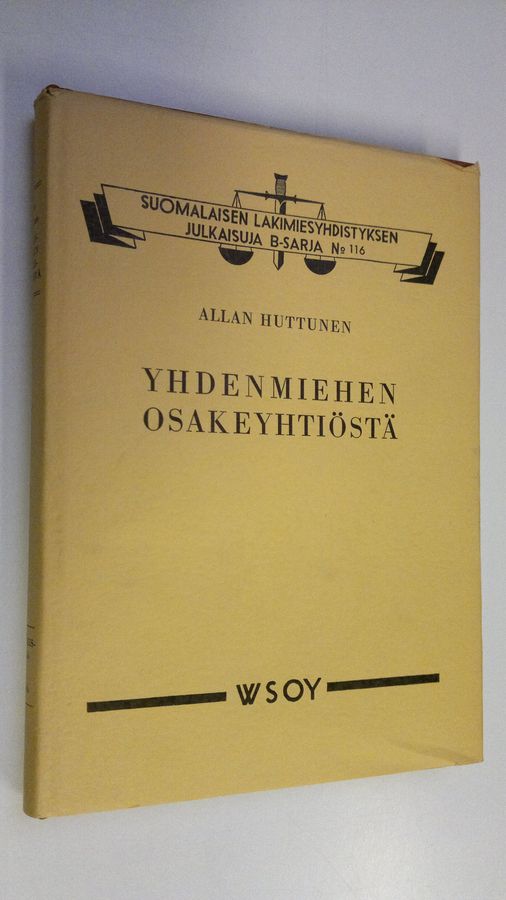 SUOMALAISEN LAKIMIESYHDISTYKSEN
JULKAISUJA B-SARJA No 116
ALLAN HUTTUNEN
YHDENMIEHEN
OSAKEYHTIÖSTÄ
WSOY